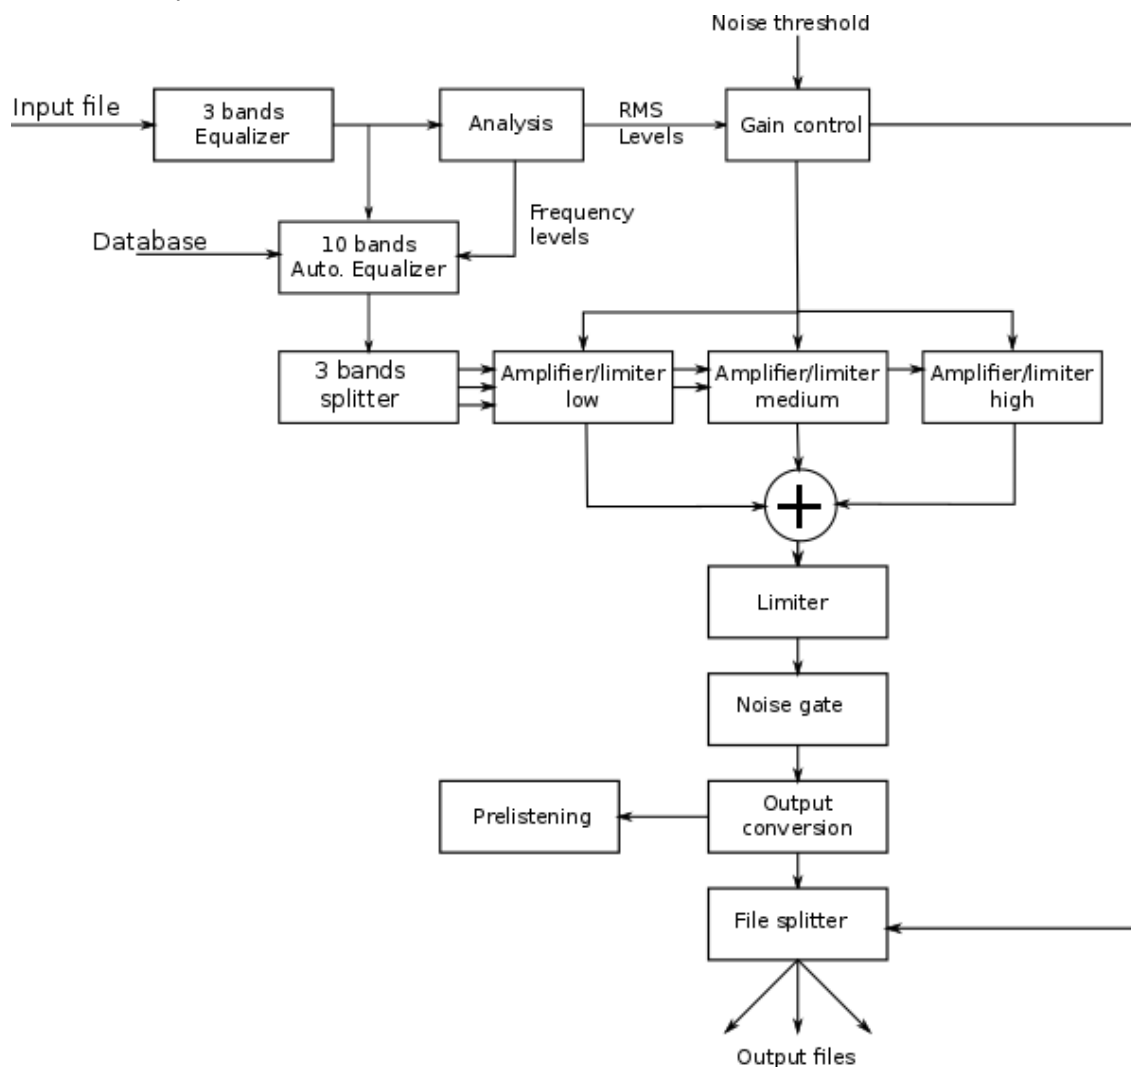 Noise threshold
Input file
3 bands
Equalizer
Analysis
RMS
Levels
Gain control
Frequency
levels
Database
10 bands
Auto. Equalizer
3 bands
splitter
Amplifier/limiter
low
Amplifier/limiter
medium
Amplifier/limiter
high
Limiter
Noise gate
Prelistening
Output
conversion
File splitter
Output files